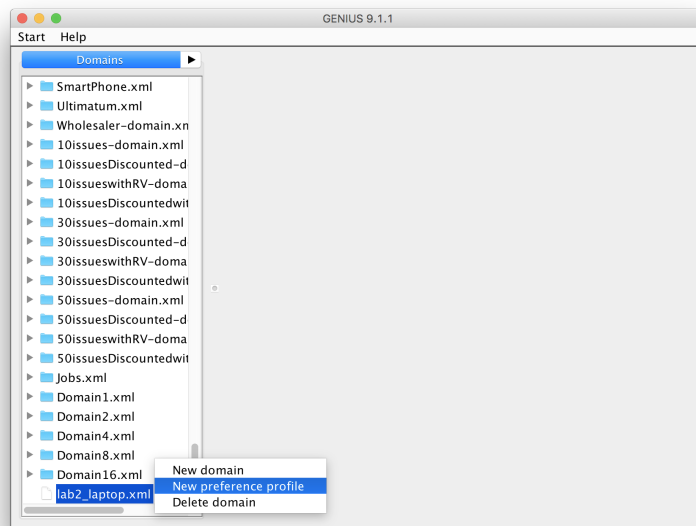 GENIUS 9.1.1
Start Help
Domains
SmartPhone.xml
Ultimatum.xml
Wholesaler-domain.xn
10issues-domain.xml
10issuesDiscounted-d
10issueswithRV-doma
10issuesDiscountedwit
30issues-domain.xml
30issuesDiscounted-d
30issueswithRV-doma
30issuesDiscountedwit
50issues-domain.xml
50issuesDiscounted-d
50issueswithRV-doma
50issuesDiscountedwit
Jobs.xml
Domain1.xml
Domain2.xml
Domain4.xml
Domain8.xml
Domain16.xml
lab2_laptop.xml
New domain
New preference profile
Delete domain